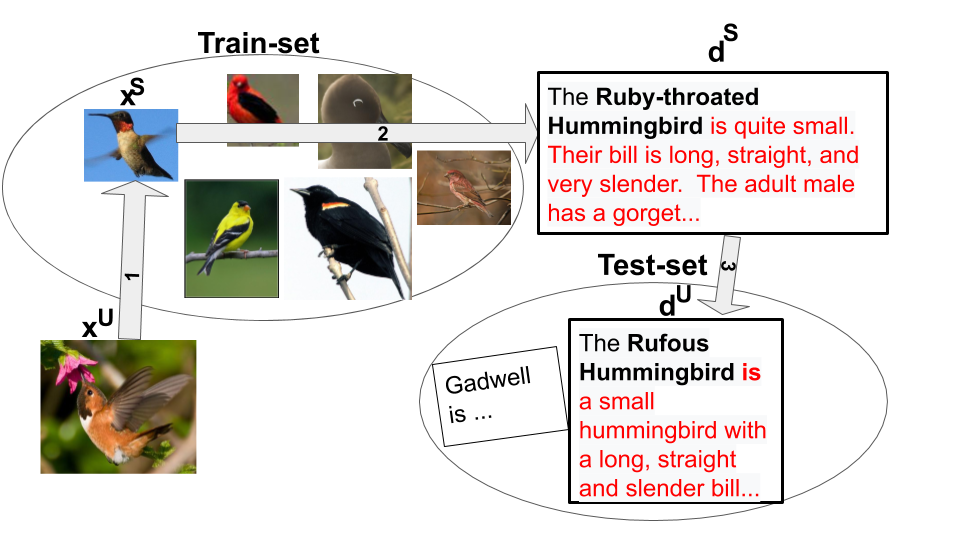 Train-set
x^S
2
1
x^U
d^S
The Ruby-throated
Hummingbird is quite small.
Their bill is long, straight, and
very slender. The adult male
has a gorget...
3
Test-set
d^U
Gadwell
is ...
The Rufous
Hummingbird is
a small
hummingbird with
a long, straight
and slender bill...